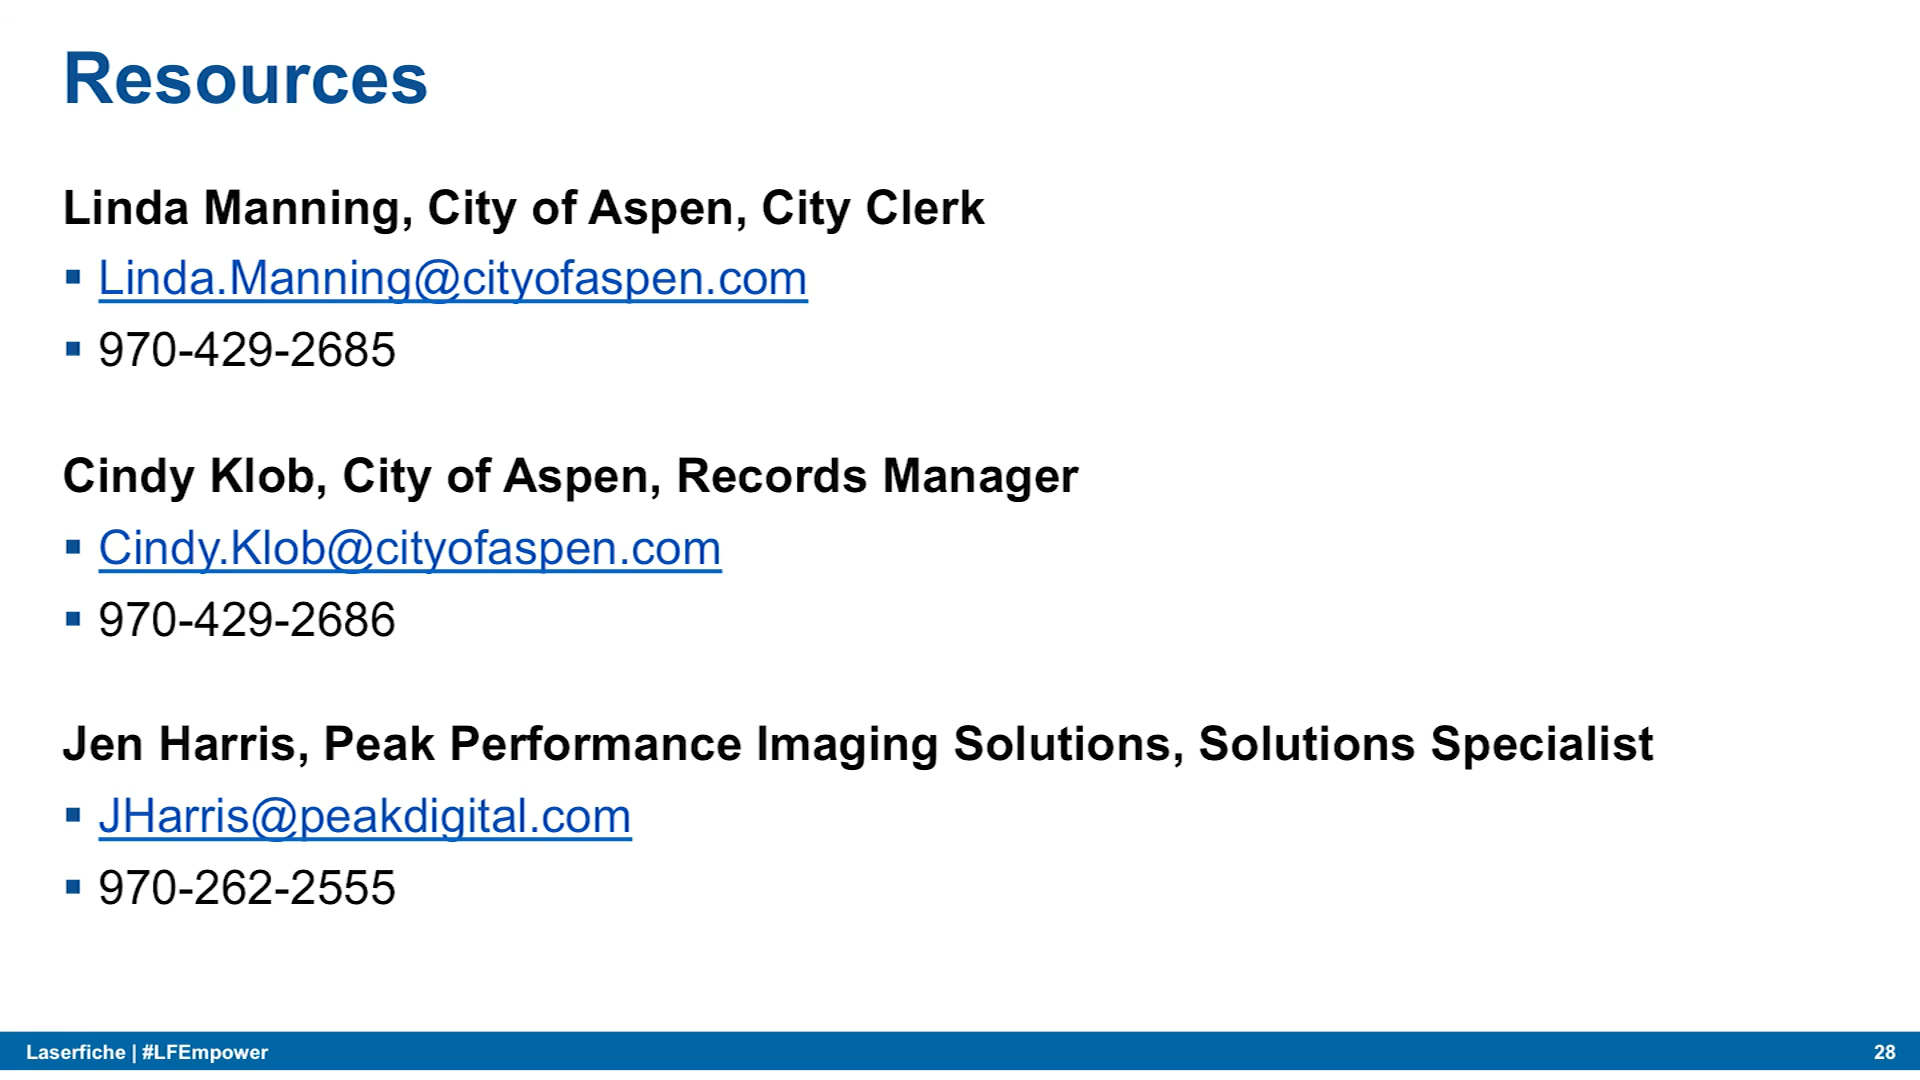 Resources
Linda Manning, City of Aspen, City Clerk
▪ Linda.Manning@cityofaspen.com
▪ 970-429-2685
Cindy Klob, City of Aspen, Records Manager
▪ Cindy.Klob@cityofaspen.com
▪ 970-429-2686
Jen Harris, Peak Performance Imaging Solutions, Solutions Specialist
▪ JHarris@peakdigital.com
▪ 970-262-2555
Laserfiche | #LFEmpower
28